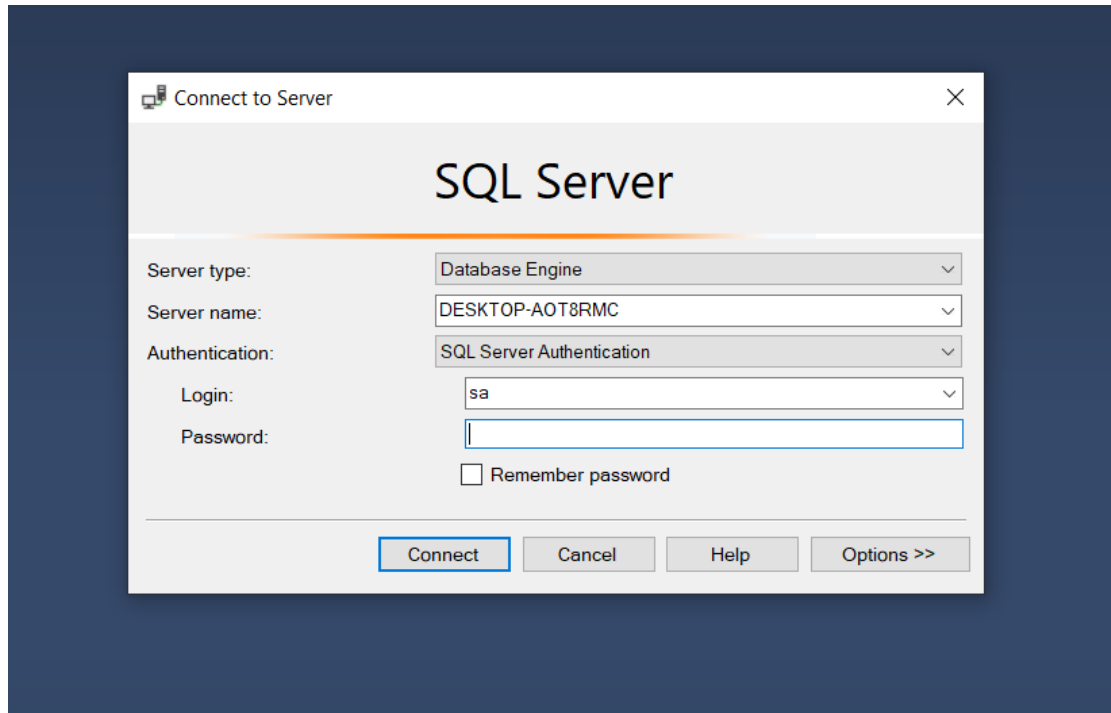 Connect to Server
SQL Server
Server type: Database Engine
Server name: DESKTOP-AOT8RMC
Authentication: SQL Server Authentication
Login: sa
Password:
Remember password
Connect Cancel Help Options >>